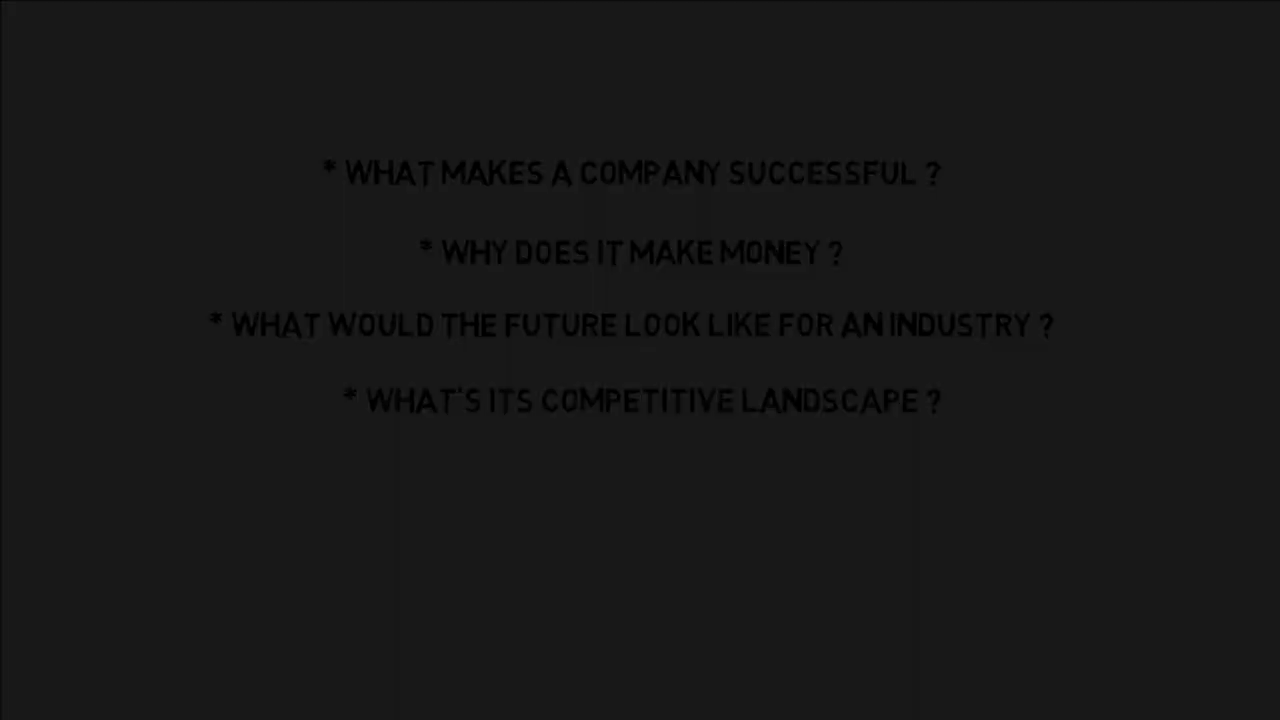 * WHAT MAKES A COMPANY SUCCESSFUL ?
* WHY DOES IT MAKE MONEY ?
* WHAT WOULD THE FUTURE LOOK LIKE FOR AN INDUSTRY ?
* WHAT'S ITS COMPETITIVE LANDSCAPE ?